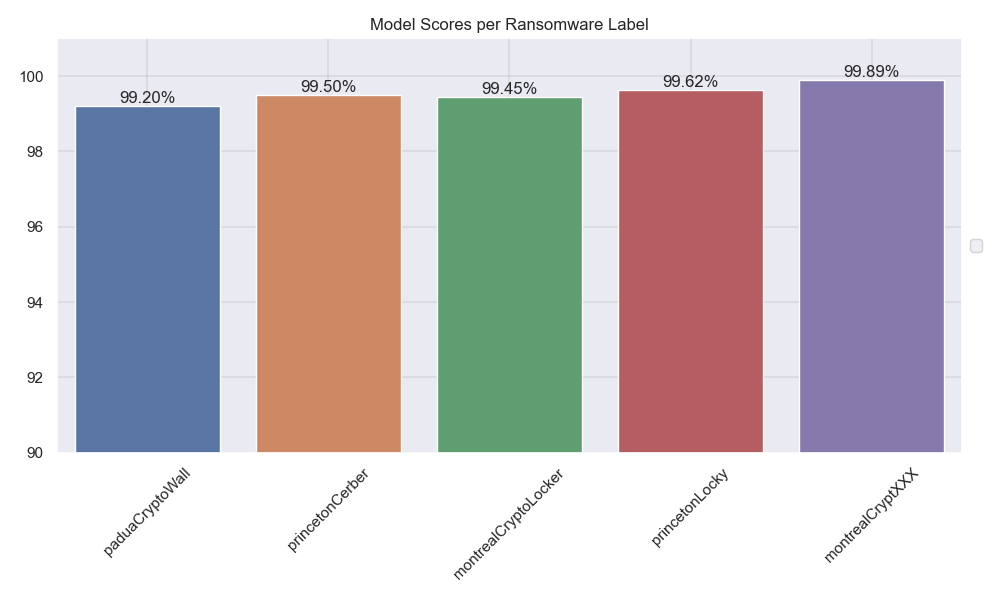 Model Scores per Ransomware Label
100
98
96
94
92
90
99.20%
99.50%
99.45%
99.62%
99.89%
paduaCryptoWall
princetonCerber
montrealCryptoLocker
princetonLocky
montrealCryptXXX